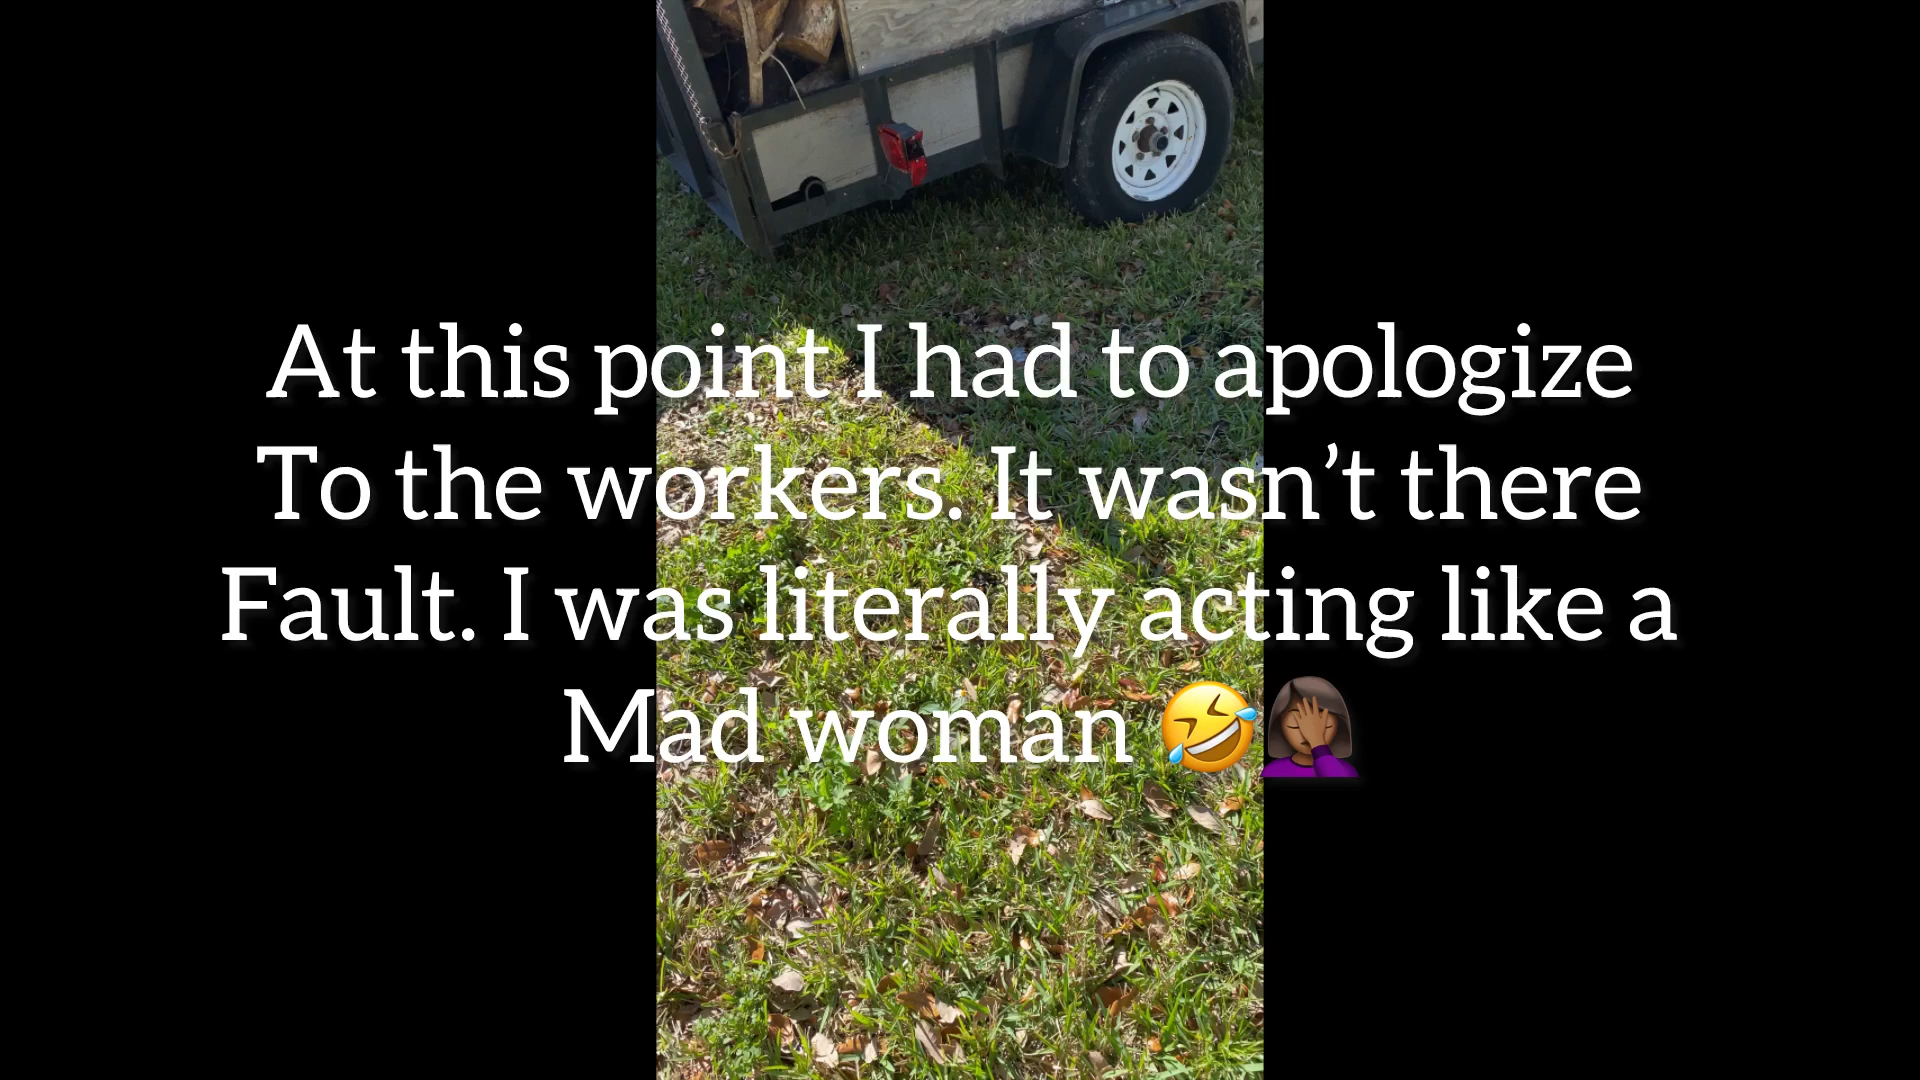 At this point I had to apologize
To the workers. It wasn’t there
Fault. I was literally acting like a
Mad woman 🤣🤦🏾‍♀️